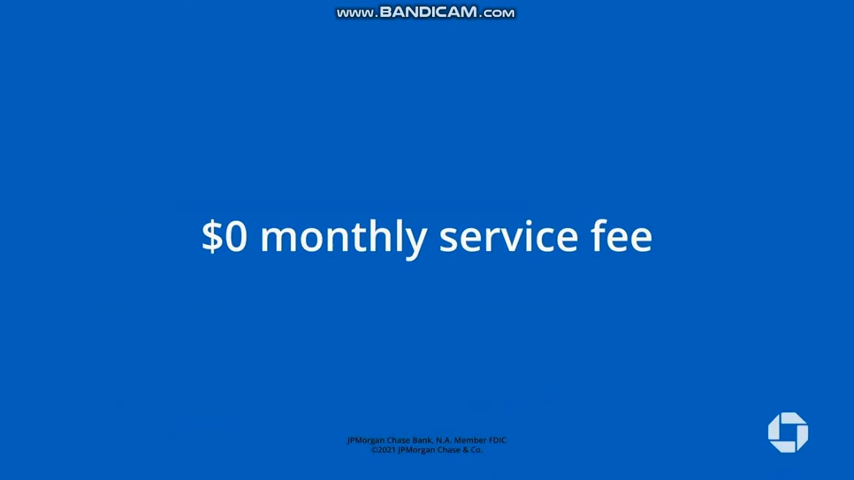 www.BANDICAM.com
$0 monthly service fee
JPMorgan Chase Bank, N.A. Member FDIC
©2021 JPMorgan Chase & Co.